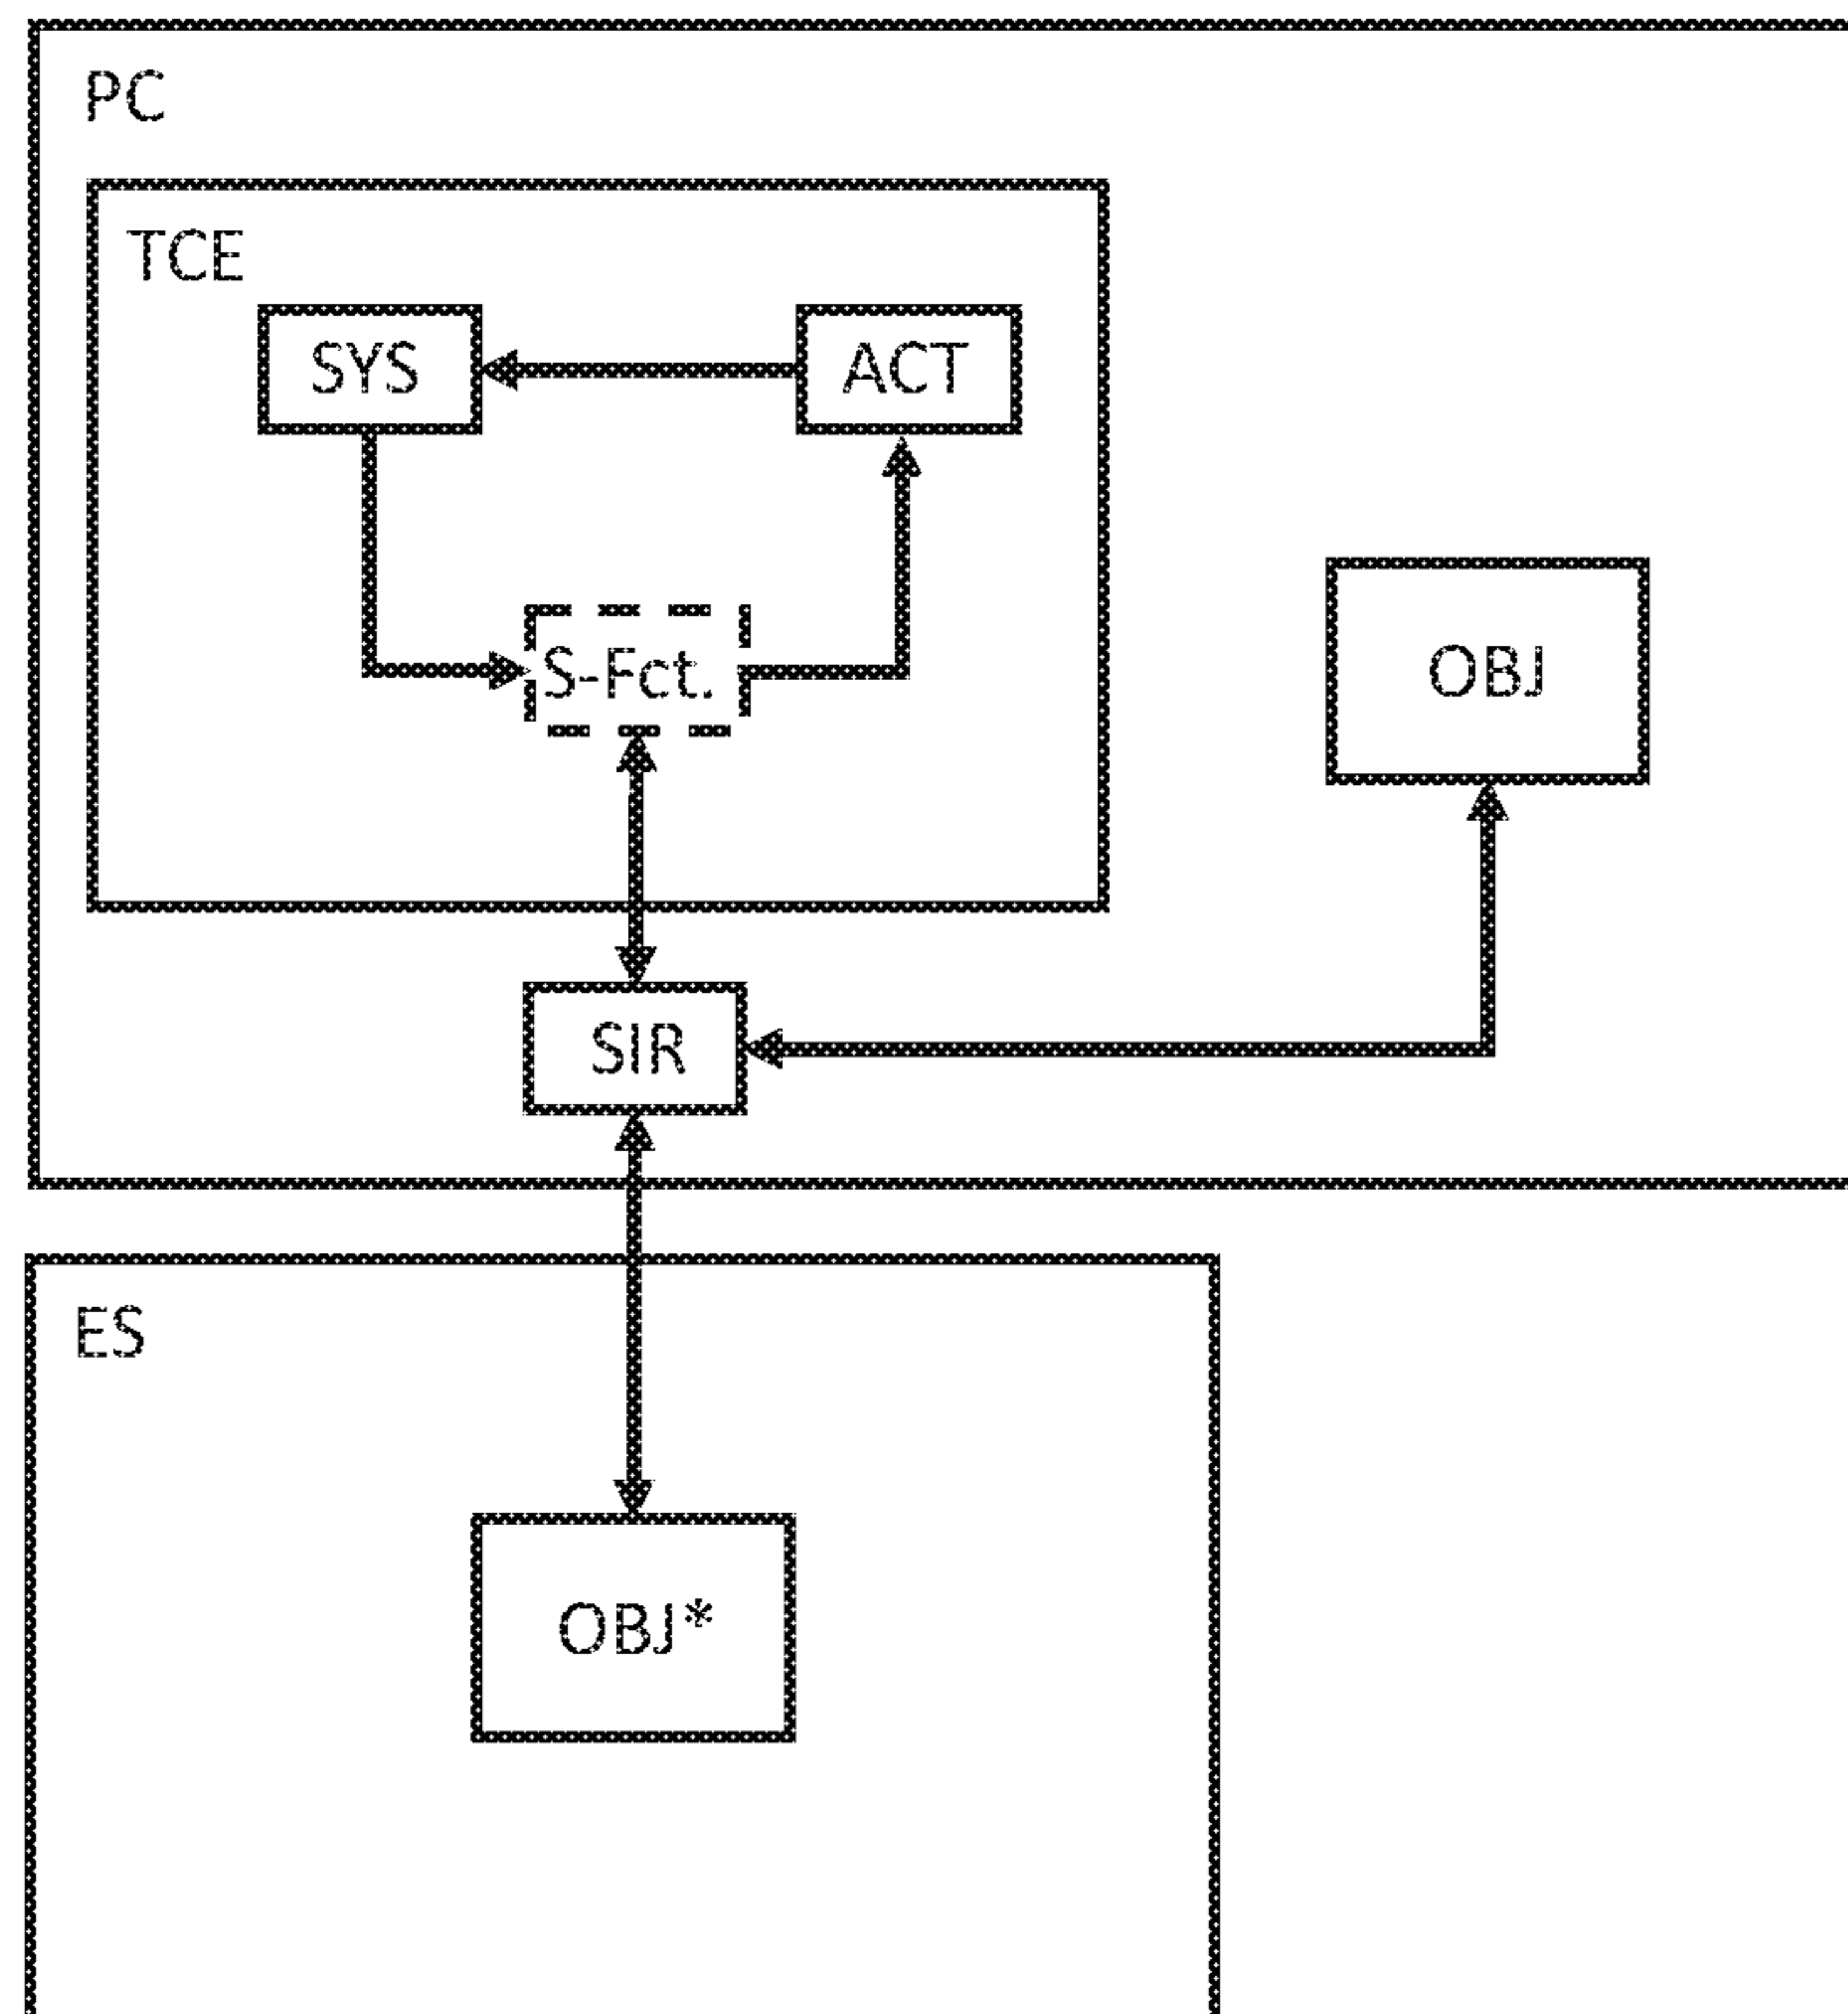 PC
TCE
SYS
ACT
S-Fct.
OBJ
SIR
ES
OBJ*